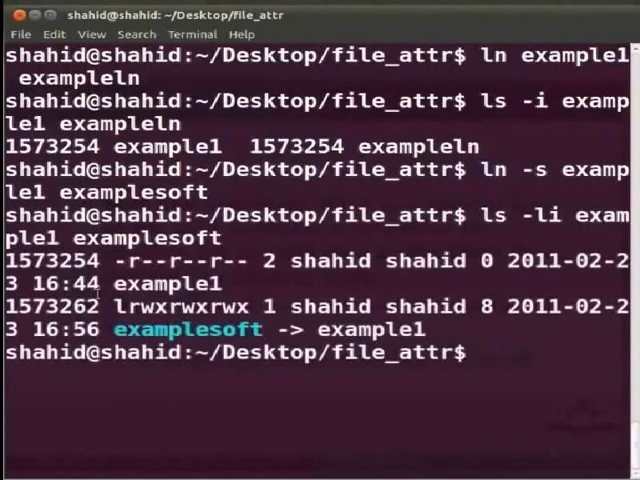 shahid@shahid: ~/Desktop/file_attr
File Edit View Search Terminal Help
shahid@shahid:~/Desktop/file_attr$ ln example1
 exampleln
shahid@shahid:~/Desktop/file_attr$ ls -i examp
le1 exampleln
1573254 example1  1573254 exampleln
shahid@shahid:~/Desktop/file_attr$ ln -s examp
le1 examplesoft
shahid@shahid:~/Desktop/file_attr$ ls -li exam
ple1 examplesoft
1573254 -r--r--r-- 2 shahid shahid 0 2011-02-2
3 16:44 example1
1573262 lrwxrwxrwx 1 shahid shahid 8 2011-02-2
3 16:56 examplesoft -> example1
shahid@shahid:~/Desktop/file_attr$